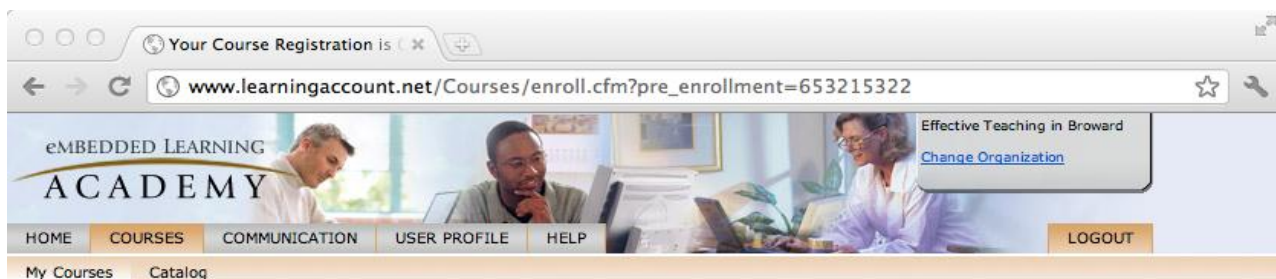 Your Course Registration is
www.learningaccount.net/Courses/enroll.cfm?pre_enrollment=653215322
eMBEDDED LEARNING
ACADEMY
Effective Teaching in Broward
Change Organization
HOME COURSES COMMUNICATION USER PROFILE HELP LOGOUT
My Courses Catalog